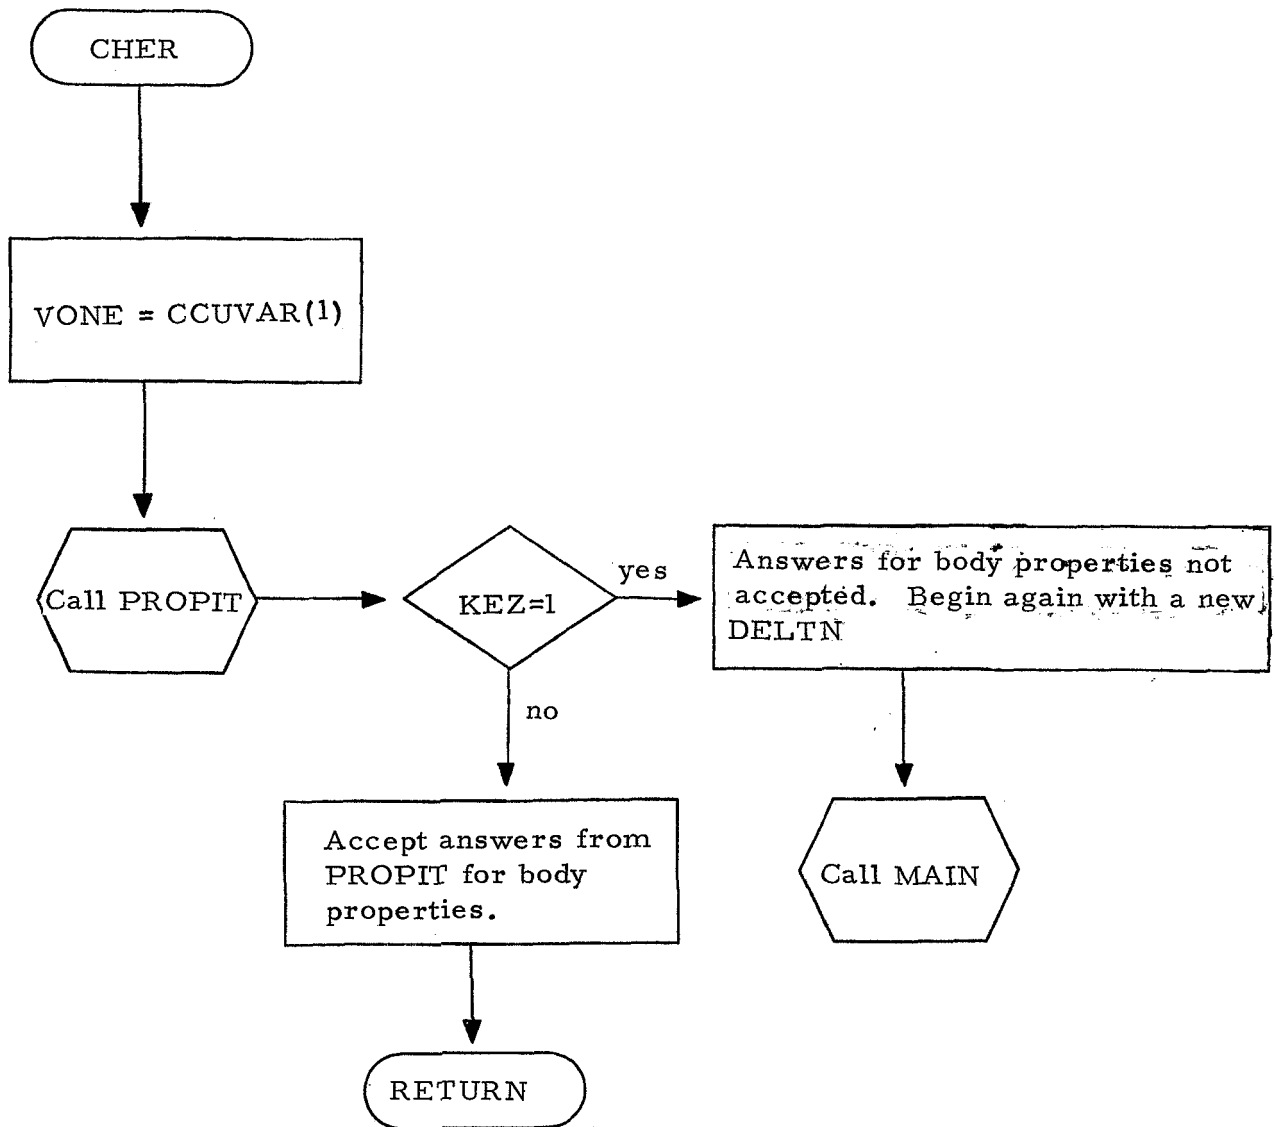 CHER
VONE = CCUVAR(1)
Call PROPIT
KEZ=1
yes
Answers for body properties not
accepted. Begin again with a new
DELTN
no
Accept answers from
PROPIT for body
properties.
Call MAIN
RETURN